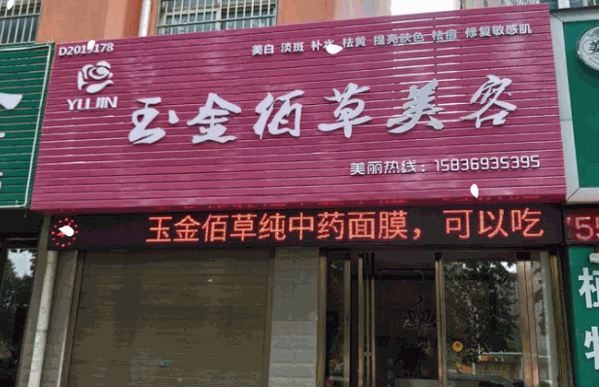 D2019178
美白 淡斑 补水 祛黄 提亮肤色 祛痘 修复敏感肌
YUJIN
玉金佰草美容
美丽热线:15836935395
玉金佰草纯中药面膜，可以吃